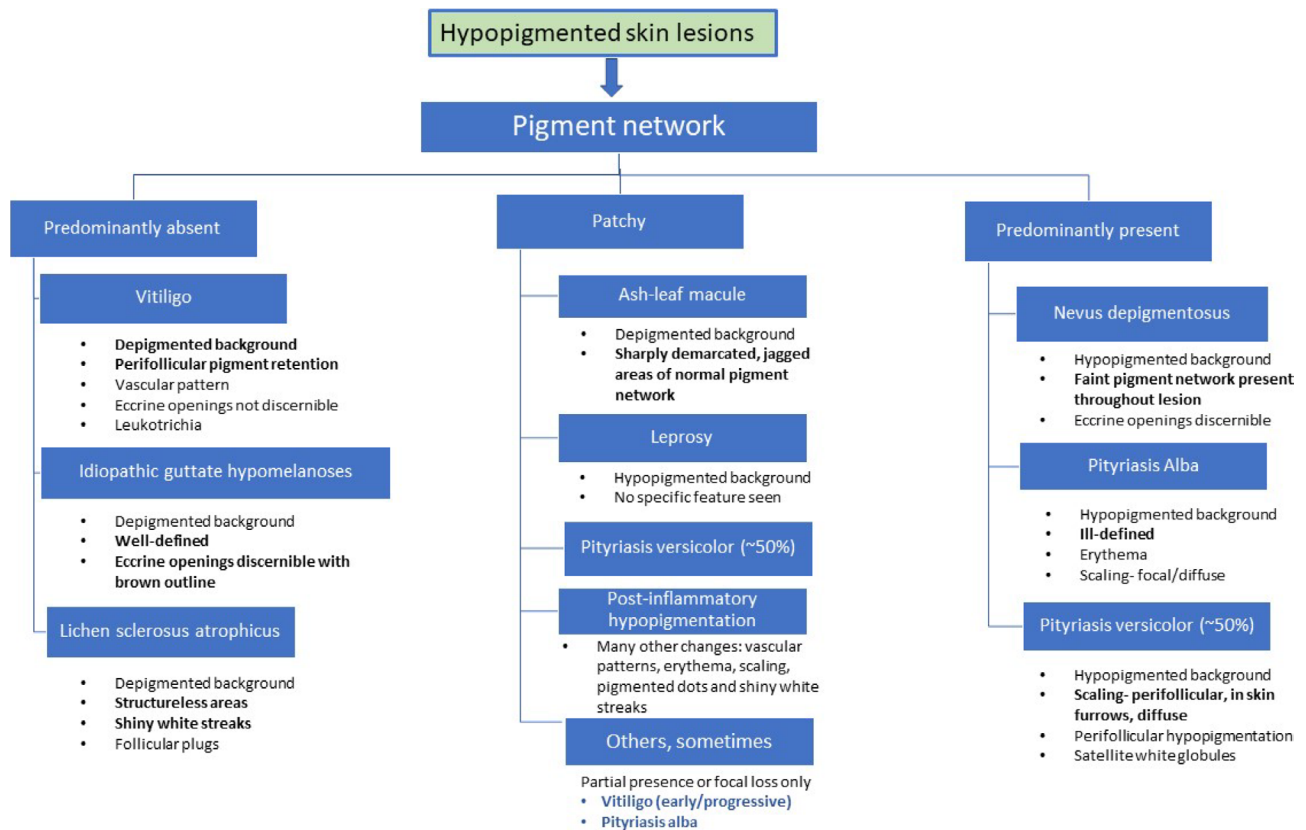 Hypopigmented skin lesions
Pigment network
Predominantly absent
Vitiligo
• Depigmented background
• Perifollicular pigment retention
• Vascular pattern
• Eccrine openings not discernible
• Leukotrichia
Idiopathic guttate hypomelanoses
• Depigmented background
• Well-defined
• Eccrine openings discernible with
brown outline
Lichen sclerosus atrophicus
• Depigmented background
• Structureless areas
• Shiny white streaks
• Follicular plugs
Patchy
Ash-leaf macule
• Depigmented background
• Sharply demarcated, jagged
areas of normal pigment
network
Leprosy
• Hypopigmented background
• No specific feature seen
Pityriasis versicolor (~50%)
Post-inflammatory
hypopigmentation
• Many other changes: vascular
patterns, erythema, scaling,
pigmented dots and shiny white
streaks
Others, sometimes
Partial presence or focal loss only
• Vitiligo (early/progressive)
• Pityriasis alba
Predominantly present
Nevus depigmentosus
• Hypopigmented background
• Faint pigment network present
throughout lesion
• Eccrine openings discernible
Pityriasis Alba
• Hypopigmented background
• Ill-defined
• Erythema
• Scaling- focal/diffuse
Pityriasis versicolor (~50%)
• Hypopigmented background
• Scaling- perifollicular, in skin
furrows, diffuse
• Perifollicular hypopigmentation
• Satellite white globules